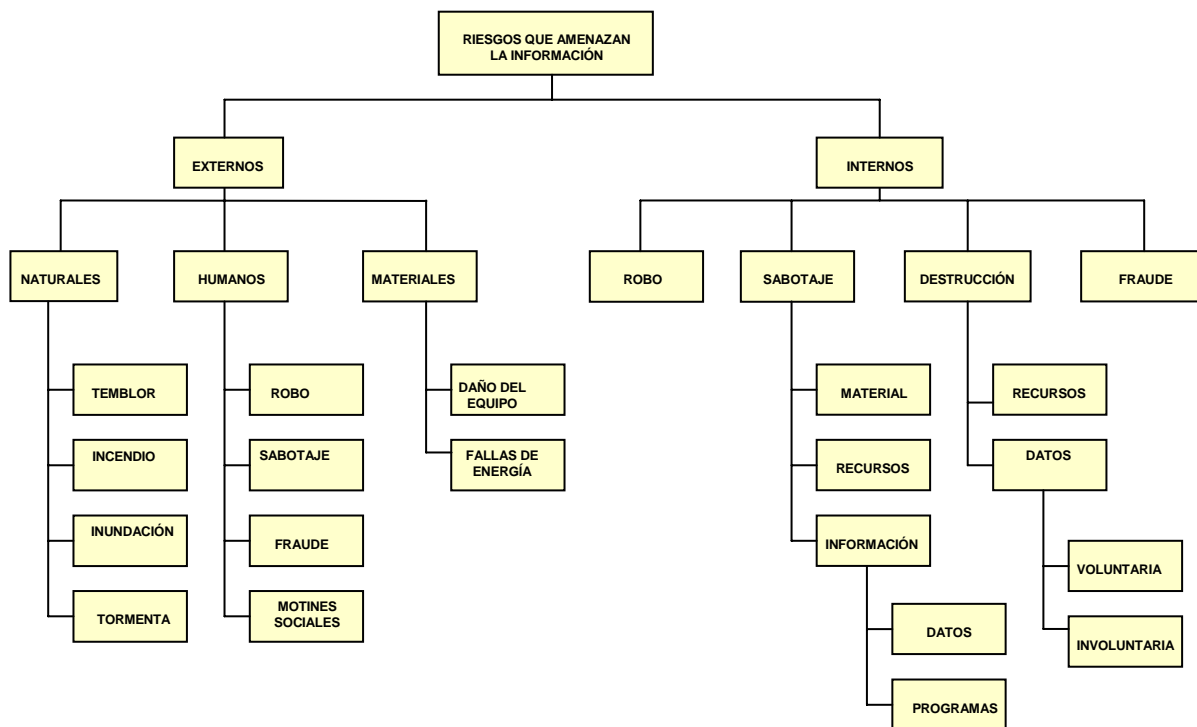 RIESGOS QUE AMENAZAN
LA INFORMACIÓN
EXTERNOS
INTERNOS
NATURALES
HUMANOS
MATERIALES
ROBO
SABOTAJE
DESTRUCCIÓN
FRAUDE
TEMBLOR
INCENDIO
INUNDACIÓN
TORMENTA
ROBO
SABOTAJE
FRAUDE
MOTINES
SOCIALES
DAÑO DEL
EQUIPO
FALLAS DE
ENERGÍA
MATERIAL
RECURSOS
INFORMACIÓN
DATOS
PROGRAMAS
RECURSOS
DATOS
VOLUNTARIA
INVOLUNTARIA